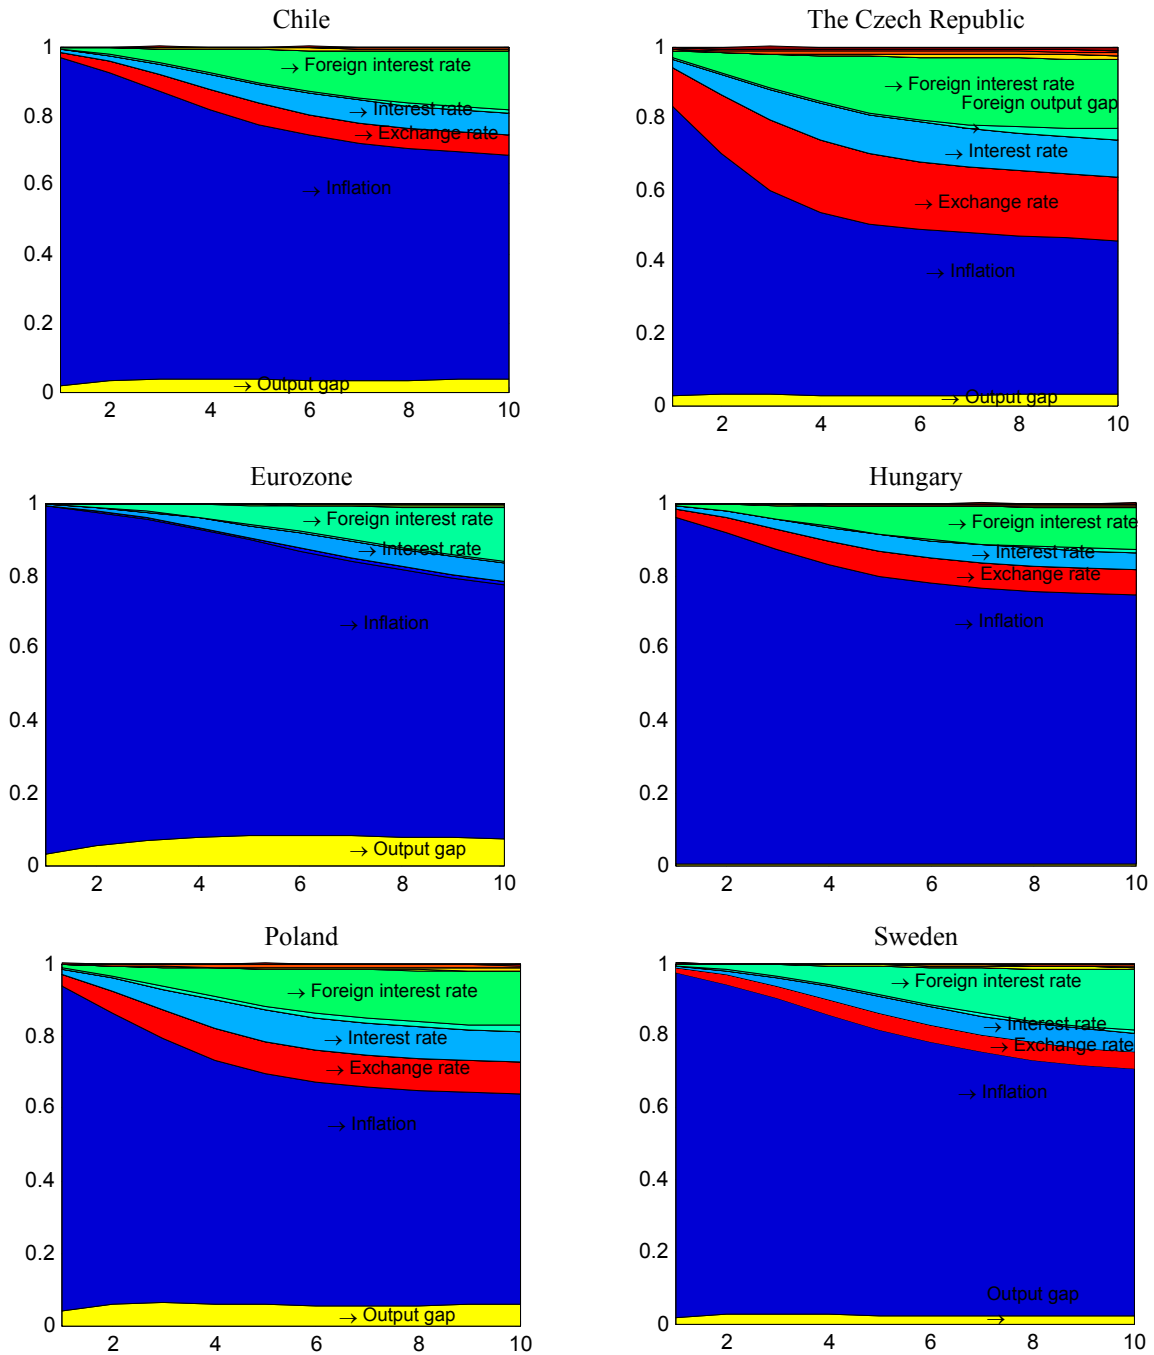 Chile
1
0.8
0.6
0.4
0.2
0
→ Foreign interest rate
→ Interest rate
→ Exchange rate
→ Inflation
→ Output gap
2 4 6 8 10
The Czech Republic
1
0.8
0.6
0.4
0.2
0
→ Foreign interest rate
Foreign output gap
→
→ Interest rate
→ Exchange rate
→ Inflation
→ Output gap
2 4 6 8 10
Eurozone
1
0.8
0.6
0.4
0.2
0
→ Foreign interest rate
→ Interest rate
→ Inflation
→ Output gap
2 4 6 8 10
Hungary
1
0.8
0.6
0.4
0.2
0
→ Foreign interest rate
→ Interest rate
→ Exchange rate
→ Inflation
2 4 6 8 10
Poland
1
0.8
0.6
0.4
0.2
0
→ Foreign interest rate
→ Interest rate
→ Exchange rate
→ Inflation
→ Output gap
2 4 6 8 10
Sweden
1
0.8
0.6
0.4
0.2
0
→ Foreign interest rate
→ Interest rate
→ Exchange rate
→ Inflation
Output gap
→
2 4 6 8 10